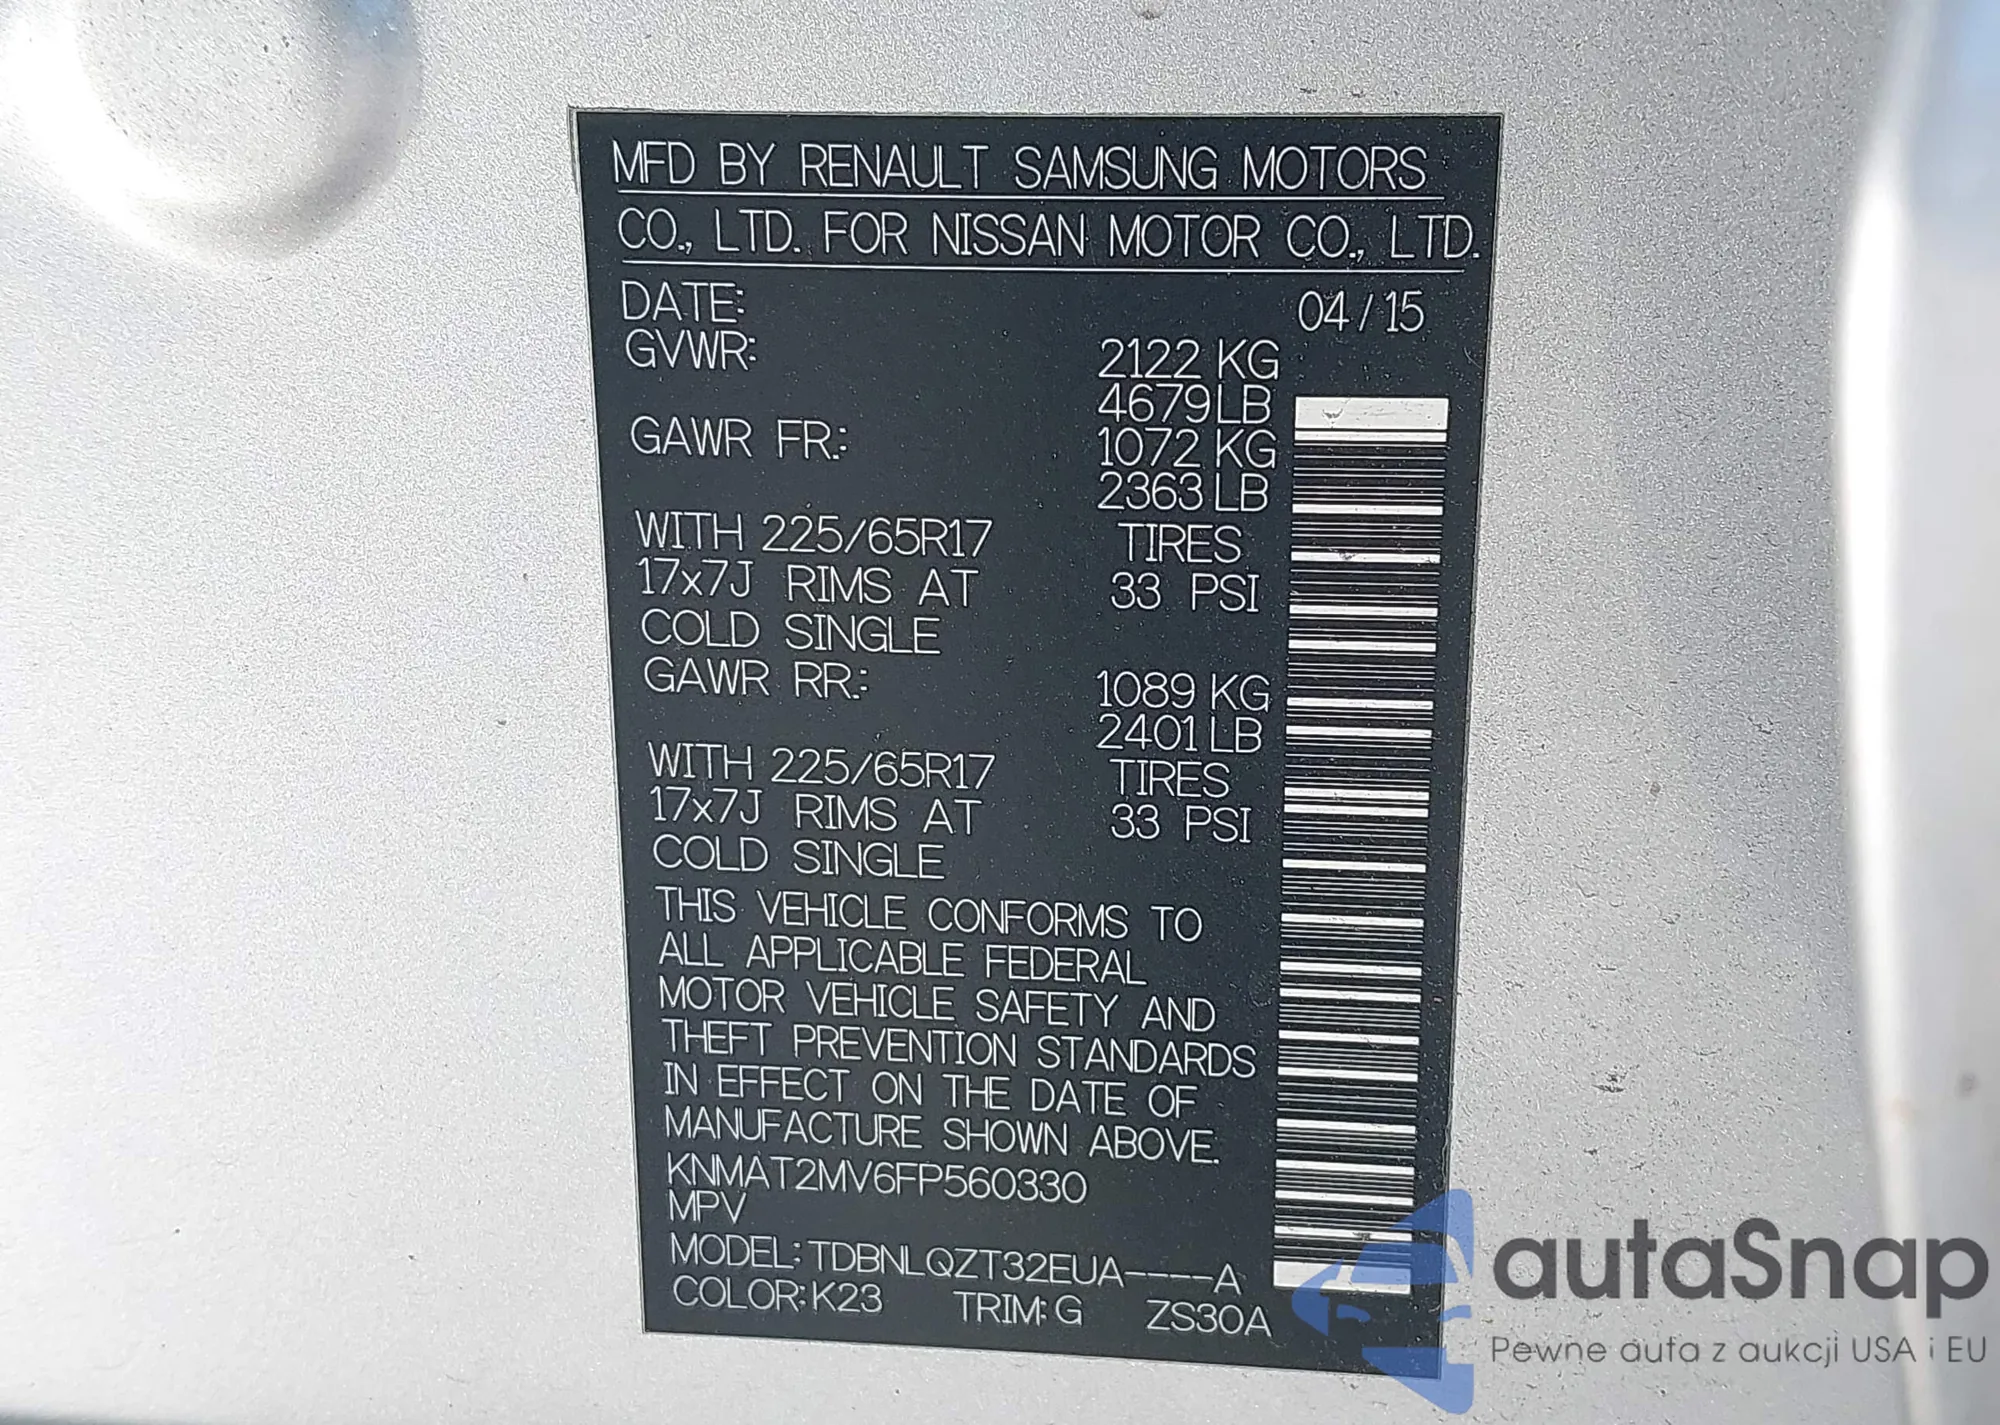 MFD BY RENAULT SAMSUNG MOTORS
CO., LTD. FOR NISSAN MOTOR CO., LTD.
DATE: 04/15
GVWR: 2122 KG
4679 LB
GAWR FR.: 1072 KG
2363 LB
WITH 225/65R17 TIRES
17x7J RIMS AT 33 PSI
COLD SINGLE
GAWR RR.: 1089 KG
2401 LB
WITH 225/65R17 TIRES
17x7J RIMS AT 33 PSI
COLD SINGLE
THIS VEHICLE CONFORMS TO
ALL APPLICABLE FEDERAL
MOTOR VEHICLE SAFETY AND
THEFT PREVENTION STANDARDS
IN EFFECT ON THE DATE OF
MANUFACTURE SHOWN ABOVE.
KNMAT2MV6FP560330
MPV
MODEL: TDBNLQZT32EUA----A
COLOR: K23 TRIM: G ZS30A
autaSnap
Pewne auta z aukcji USA i EU